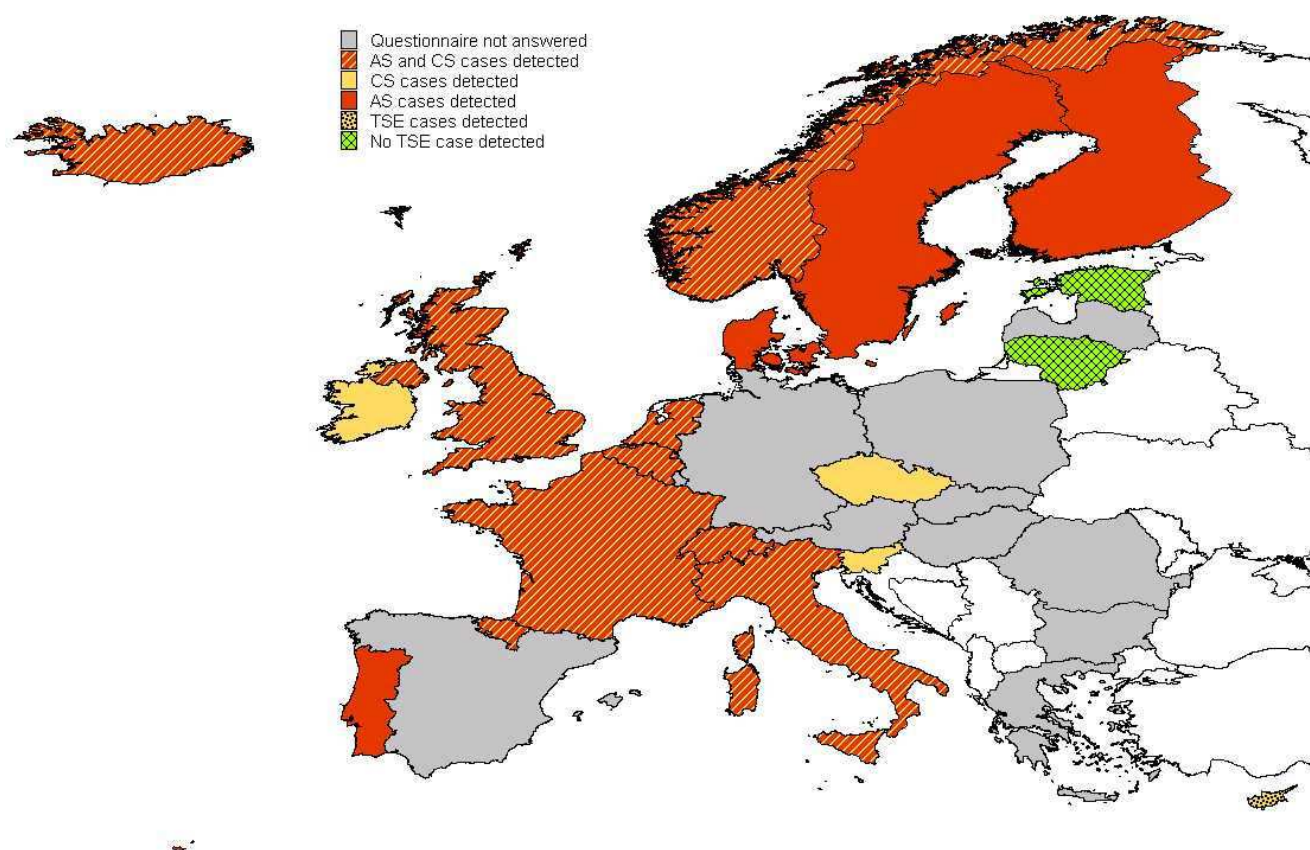 Questionnaire not answered
AS and CS cases detected
CS cases detected
AS cases detected
TSE cases detected
No TSE case detected